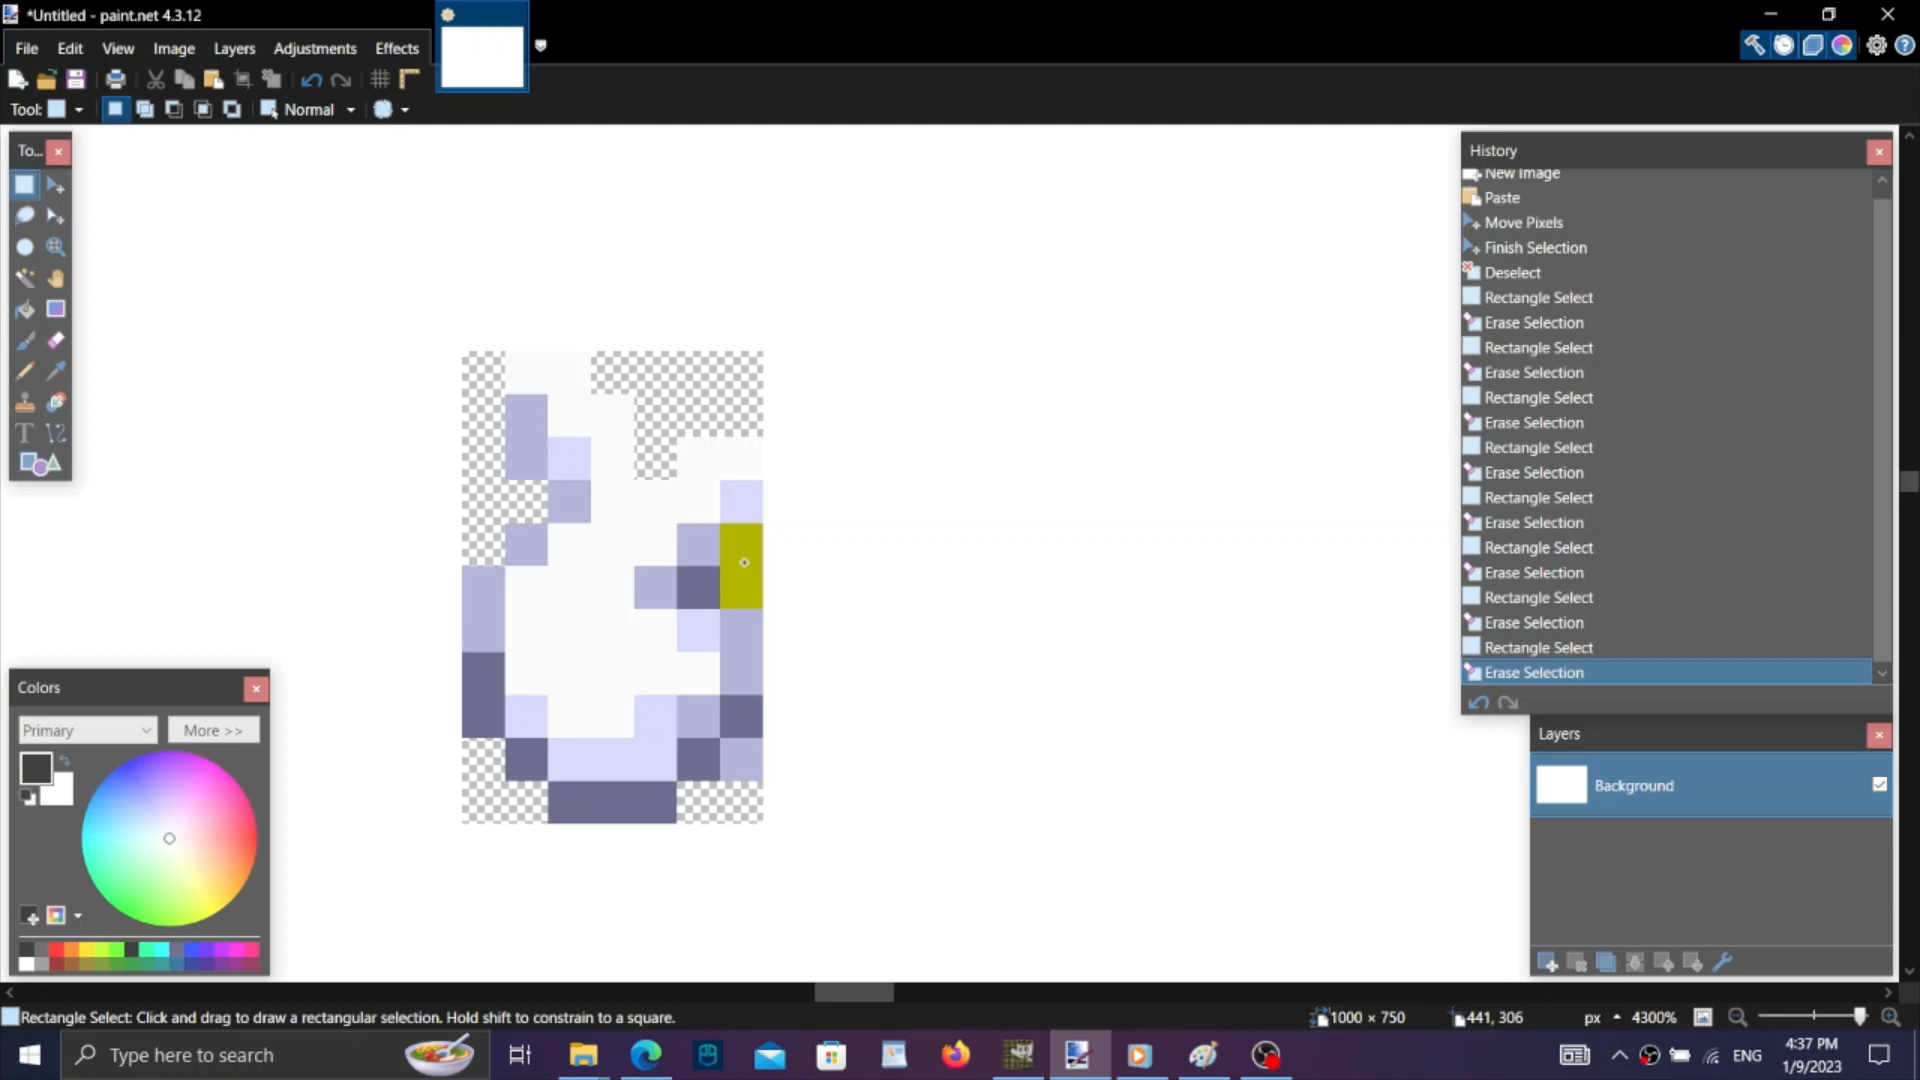 *Untitled - paint.net 4.3.12
File Edit View Image Layers Adjustments Effects
Tool: Normal
To...
History
New Image
Paste
Move Pixels
Finish Selection
Deselect
Rectangle Select
Erase Selection
Rectangle Select
Erase Selection
Rectangle Select
Erase Selection
Rectangle Select
Erase Selection
Rectangle Select
Erase Selection
Rectangle Select
Erase Selection
Rectangle Select
Erase Selection
Rectangle Select
Erase Selection
Colors
Primary More >>
Layers
Background
Rectangle Select: Click and drag to draw a rectangular selection. Hold shift to constrain to a square. 1000 × 750 441, 306 px 4300%
Type here to search
ENG 4:37 PM
1/9/2023